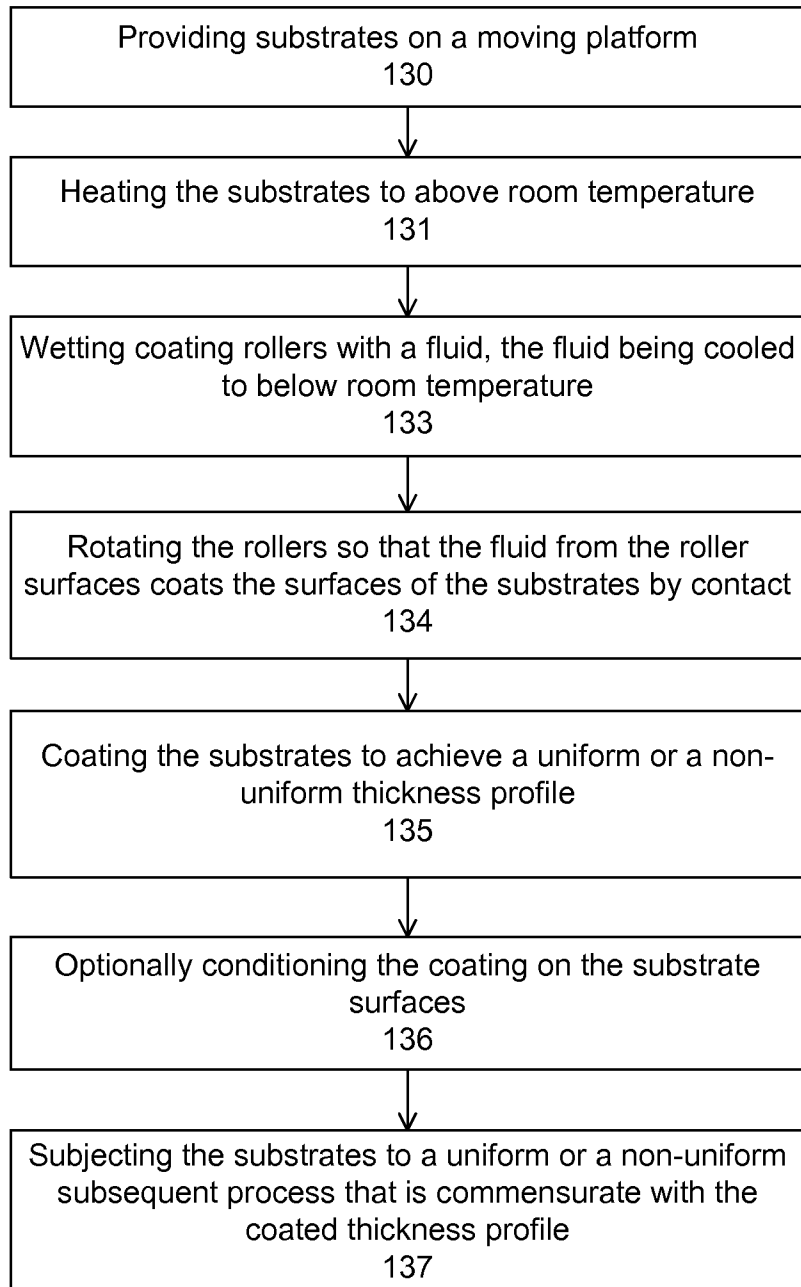 Providing substrates on a moving platform
130
Heating the substrates to above room temperature
131
Wetting coating rollers with a fluid, the fluid being cooled
to below room temperature
133
Rotating the rollers so that the fluid from the roller
surfaces coats the surfaces of the substrates by contact
134
Coating the substrates to achieve a uniform or a non-
uniform thickness profile
135
Optionally conditioning the coating on the substrate
surfaces
136
Subjecting the substrates to a uniform or a non-uniform
subsequent process that is commensurate with the
coated thickness profile
137